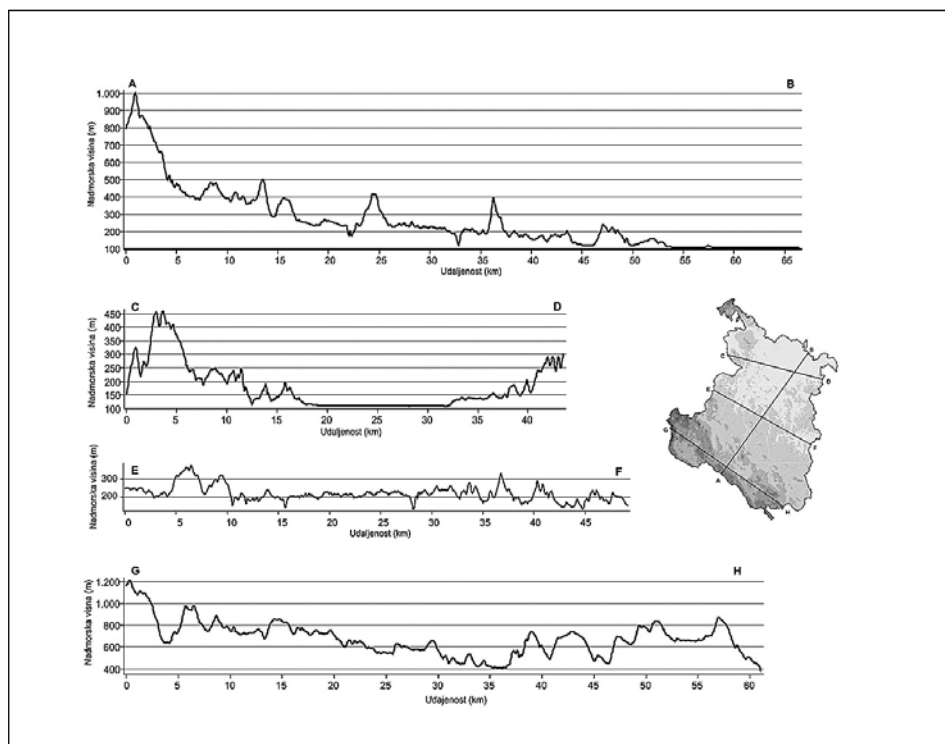 A B
Nadmorska visina (m)
1.000
900
800
700
600
500
400
300
200
100
0 5 10 15 20 25 30 35 40 45 50 55 60 65
Udaljenost (km)
C D
Nadmorska visina (m)
450
400
350
300
250
200
150
100
0 5 10 15 20 25 30 35 40
Udaljenost (km)
E F
Nadmorska visina (m)
300
200
0 5 10 15 20 25 30 35 40 45
Udaljenost (km)
G H
Nadmorska visina (m)
1.200
1.000
800
600
400
0 5 10 15 20 25 30 35 40 45 50 55 60
Udaljenost (km)
C
B
D
E
F
G
A
H